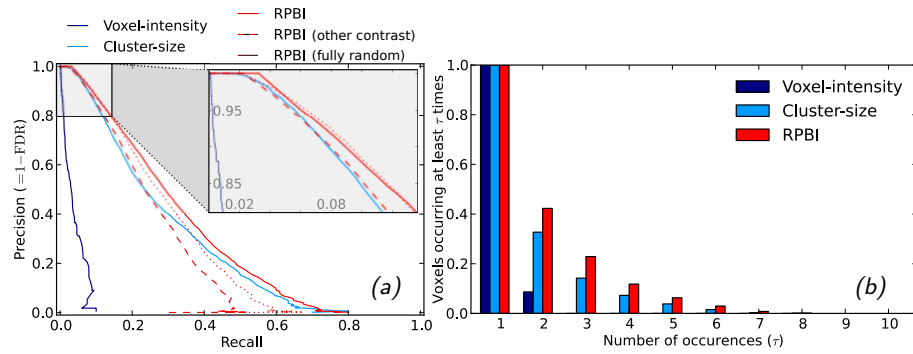 Voxel-intensity
Cluster-size
RPBI
RPBI (other contrast)
RPBI (fully random)
1.0
0.8
0.6
0.4
0.2
0.0
Precision (=1−FDR)
0.95
0.85
0.02
0.08
(a)
0.0 0.2 0.4 0.6 0.8 1.0
Recall
1.0
0.8
0.6
0.4
0.2
0.0
Voxels occurring at least τ times
Voxel-intensity
Cluster-size
RPBI
(b)
1 2 3 4 5 6 7 8 9 10
Number of occurences (τ)